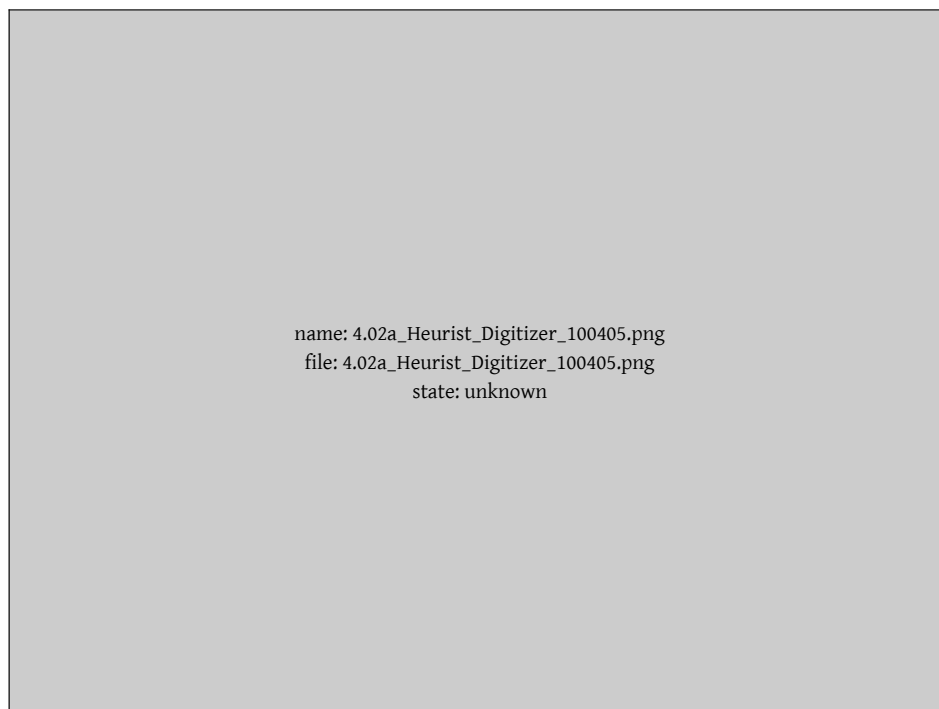 name: 4.02a_Heurist_Digitizer_100405.png
file: 4.02a_Heurist_Digitizer_100405.png
state: unknown